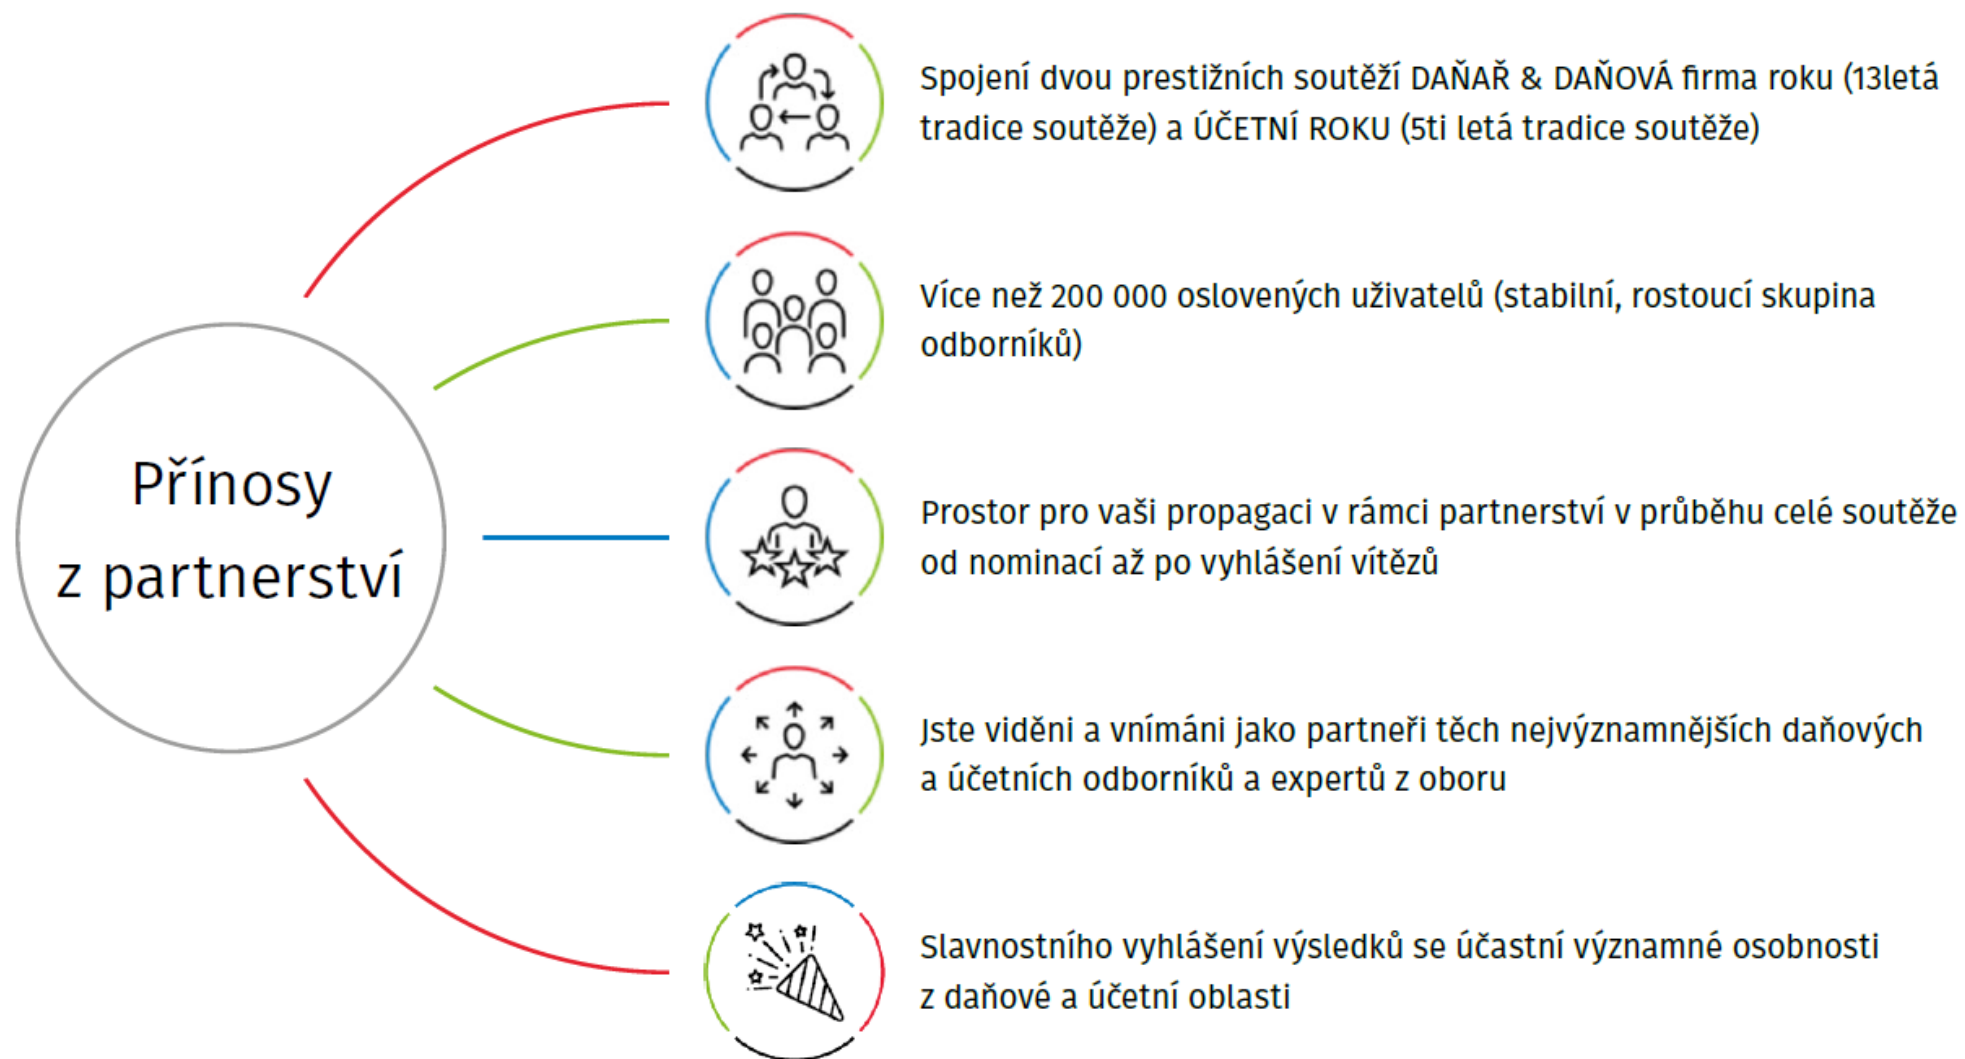 Přínosy
z partnerství
Spojení dvou prestižních soutěží DAŇAŘ & DAŇOVÁ firma roku (13letá
tradice soutěže) a ÚČETNÍ ROKU (5ti letá tradice soutěže)
Více než 200 000 oslovených uživatelů (stabilní, rostoucí skupina
odborníků)
Prostor pro vaši propagaci v rámci partnerství v průběhu celé soutěže
od nominací až po vyhlášení vítězů
Jste viděni a vnímáni jako partneři těch nejvýznamnějších daňových
a účetních odborníků a expertů z oboru
Slavnostního vyhlášení výsledků se účastní významné osobnosti
z daňové a účetní oblasti